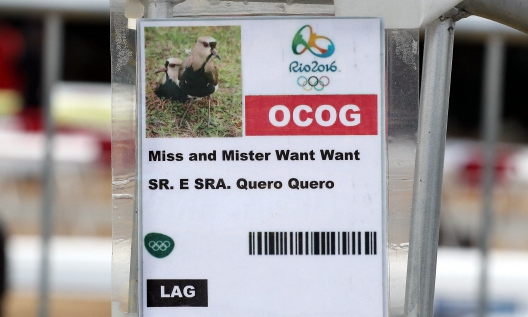 Rio2016
OCOG
Miss and Mister Want Want
SR. E SRA. Quero Quero
LAG